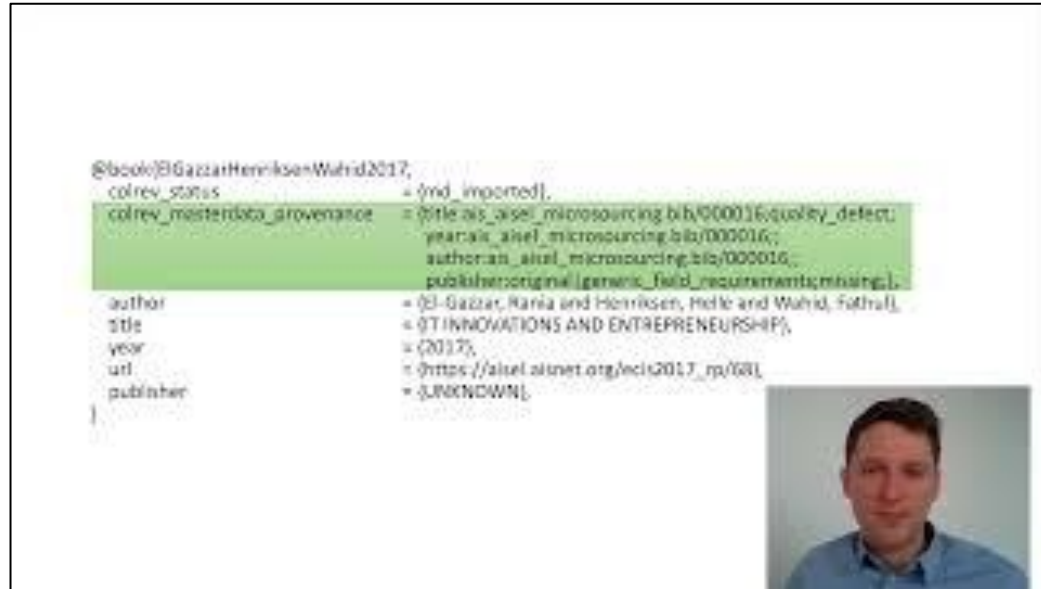 @book{ElGazzarHenriksenWahid2017,
colrev_status = {md_imported},
colrev_masterdata_provenance = {title:ais_aisel_microsourcing.bib/000016;quality_defect;
year:ais_aisel_microsourcing.bib/000016;;
author:ais_aisel_microsourcing.bib/000016;;
publisher:original|generic_field_requirements;missing;},
author = {El-Gazzar, Rania and Henriksen, Helle and Wahid, Fathul},
title = {IT INNOVATIONS AND ENTREPRENEURSHIP},
year = {2017},
url = {https://aisel.aisnet.org/ecis2017_rp/68},
publisher = {UNKNOWN},
}